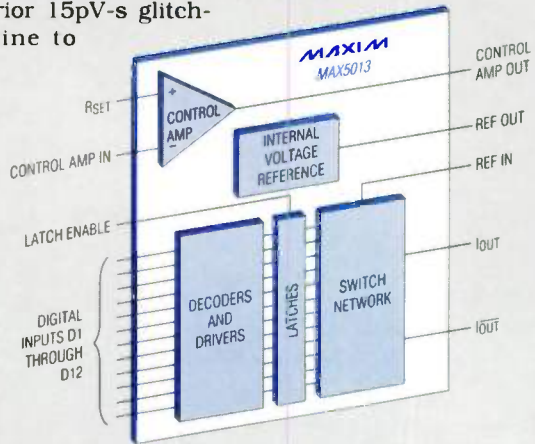 rior 15pV-s glitch-
ine to
MAXIM
MAX5013
CONTROL
AMP OUT
RSET
+
CONTROL
AMP
−
CONTROL AMP IN
INTERNAL
VOLTAGE
REFERENCE
REF OUT
REF IN
LATCH ENABLE
DIGITAL
INPUTS D1
THROUGH
D12
DECODERS
AND
DRIVERS
LATCHES
SWITCH
NETWORK
IOUT
IOUT